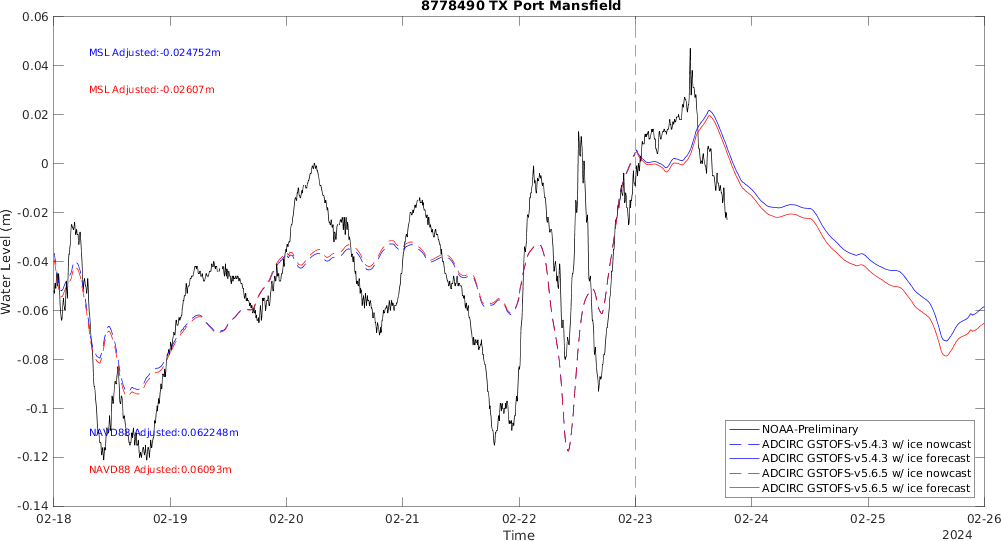 8778490 TX Port Mansfield
0.06
0.04
0.02
0
-0.02
-0.04
-0.06
-0.08
-0.1
-0.12
-0.14
Water Level (m)
MSL Adjusted:-0.024752m
MSL Adjusted:-0.02607m
NAVD88 Adjusted:0.062248m
NAVD88 Adjusted:0.06093m
NOAA-Preliminary
ADCIRC GSTOFS-v5.4.3 w/ ice nowcast
ADCIRC GSTOFS-v5.4.3 w/ ice forecast
ADCIRC GSTOFS-v5.6.5 w/ ice nowcast
ADCIRC GSTOFS-v5.6.5 w/ ice forecast
02-18 02-19 02-20 02-21 02-22 02-23 02-24 02-25 02-26
Time
2024